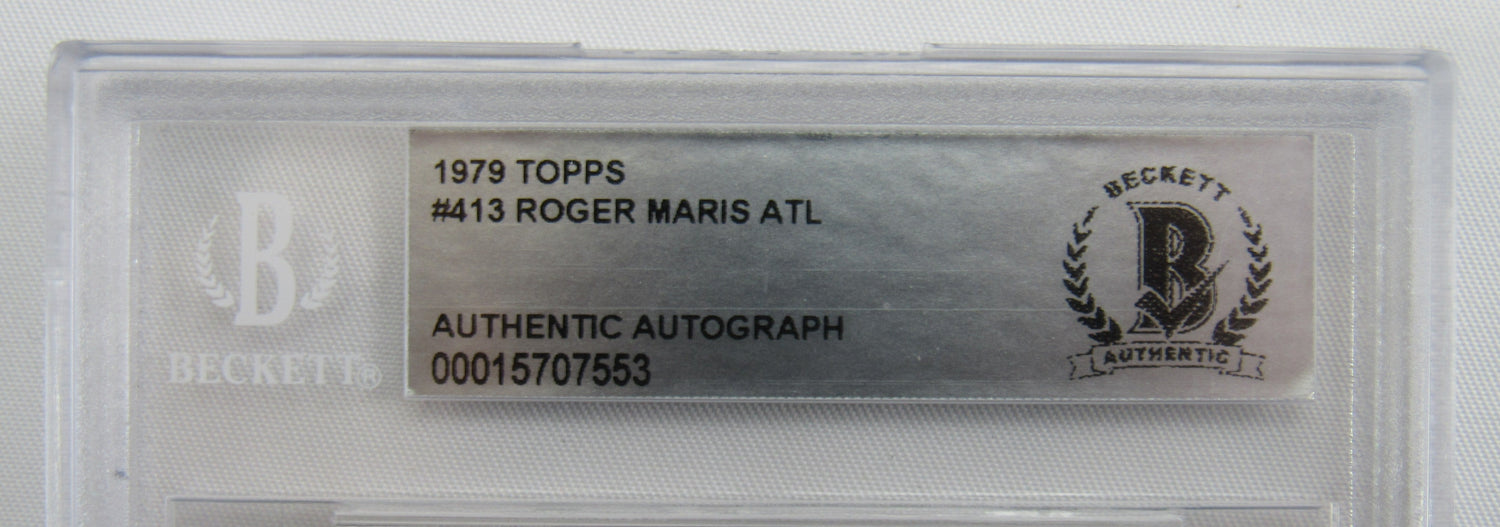 1979 TOPPS
#413 ROGER MARIS ATL
AUTHENTIC AUTOGRAPH
00015707553
B
BECKETT®
BECKETT
B
AUTHENTIC